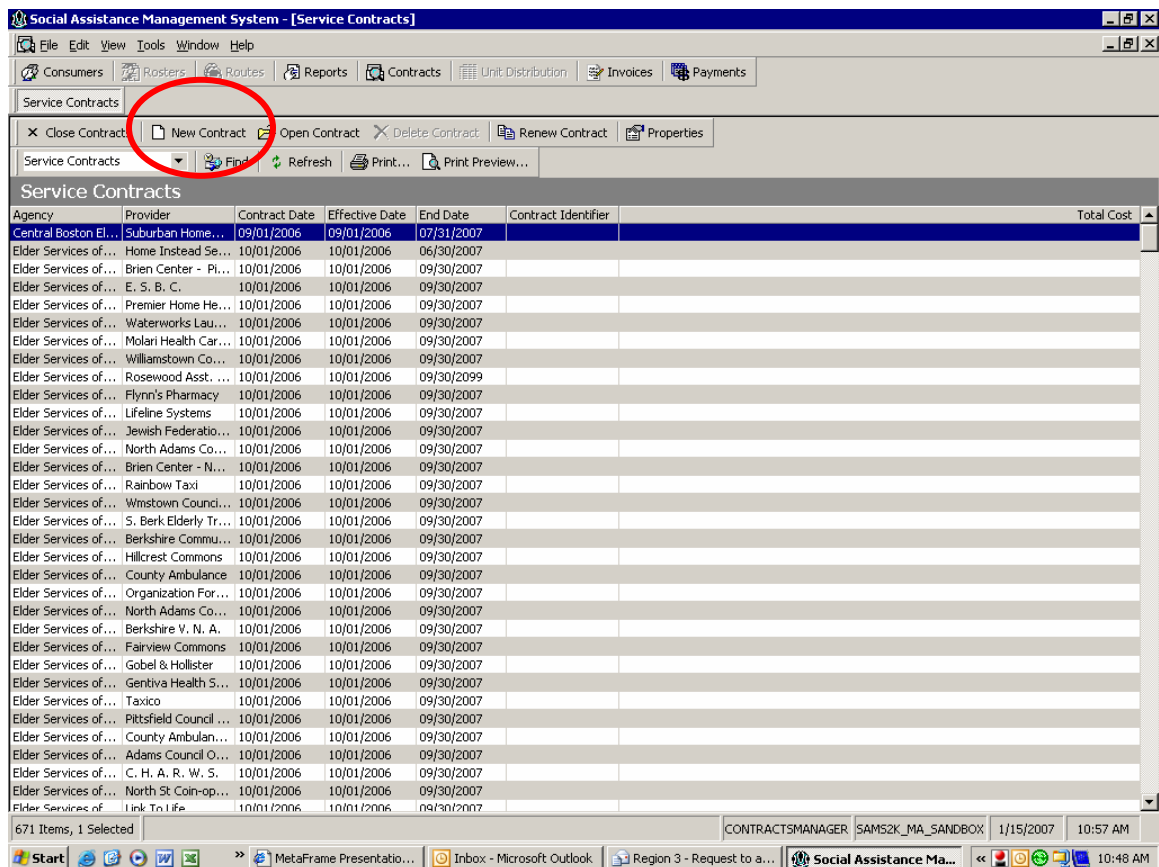 Social Assistance Management System - [Service Contracts]
File Edit View Tools Window Help
Consumers Rosters Routes Reports Contracts Unit Distribution Invoices Payments
Service Contracts
Close Contract New Contract Open Contract Delete Contract Renew Contract Properties
Service Contracts Find Refresh Print... Print Preview...
Service Contracts
Agency Provider Contract Date Effective Date End Date Contract Identifier Total Cost
Central Boston El... Suburban Home... 09/01/2006 09/01/2006 07/31/2007
Elder Services of... Home Instead Se... 10/01/2006 10/01/2006 06/30/2007
Elder Services of... Brien Center - Pi... 10/01/2006 10/01/2006 09/30/2007
Elder Services of... E. S. B. C. 10/01/2006 10/01/2006 09/30/2007
Elder Services of... Premier Home He... 10/01/2006 10/01/2006 09/30/2007
Elder Services of... Waterworks Lau... 10/01/2006 10/01/2006 09/30/2007
Elder Services of... Molari Health Car... 10/01/2006 10/01/2006 09/30/2007
Elder Services of... Williamstown Co... 10/01/2006 10/01/2006 09/30/2007
Elder Services of... Rosewood Asst. ... 10/01/2006 10/01/2006 09/30/2099
Elder Services of... Flynn's Pharmacy 10/01/2006 10/01/2006 09/30/2007
Elder Services of... Lifeline Systems 10/01/2006 10/01/2006 09/30/2007
Elder Services of... Jewish Federatio... 10/01/2006 10/01/2006 09/30/2007
Elder Services of... North Adams Co... 10/01/2006 10/01/2006 09/30/2007
Elder Services of... Brien Center - N... 10/01/2006 10/01/2006 09/30/2007
Elder Services of... Rainbow Taxi 10/01/2006 10/01/2006 09/30/2007
Elder Services of... Wmstown Counci... 10/01/2006 10/01/2006 09/30/2007
Elder Services of... S. Berk Elderly Tr... 10/01/2006 10/01/2006 09/30/2007
Elder Services of... Berkshire Commu... 10/01/2006 10/01/2006 09/30/2007
Elder Services of... Hillcrest Commons 10/01/2006 10/01/2006 09/30/2007
Elder Services of... County Ambulance 10/01/2006 10/01/2006 09/30/2007
Elder Services of... Organization For... 10/01/2006 10/01/2006 09/30/2007
Elder Services of... North Adams Co... 10/01/2006 10/01/2006 09/30/2007
Elder Services of... Berkshire V. N. A. 10/01/2006 10/01/2006 09/30/2007
Elder Services of... Fairview Commons 10/01/2006 10/01/2006 09/30/2007
Elder Services of... Gobel & Hollister 10/01/2006 10/01/2006 09/30/2007
Elder Services of... Gentiva Health S... 10/01/2006 10/01/2006 09/30/2007
Elder Services of... Taxico 10/01/2006 10/01/2006 09/30/2007
Elder Services of... Pittsfield Council ... 10/01/2006 10/01/2006 09/30/2007
Elder Services of... County Ambulan... 10/01/2006 10/01/2006 09/30/2007
Elder Services of... Adams Council O... 10/01/2006 10/01/2006 09/30/2007
Elder Services of... C. H. A. R. W. S. 10/01/2006 10/01/2006 09/30/2007
Elder Services of... North St Coin-op... 10/01/2006 10/01/2006 09/30/2007
Elder Services of Link To Life 10/01/2006 10/01/2006 09/30/2007
671 Items, 1 Selected CONTRACTSMANAGER SAMS2K_MA_SANDBOX 1/15/2007 10:57 AM
Start MetaFrame Presentatio... Inbox - Microsoft Outlook Region 3 - Request to a... Social Assistance Ma... 10:48 AM